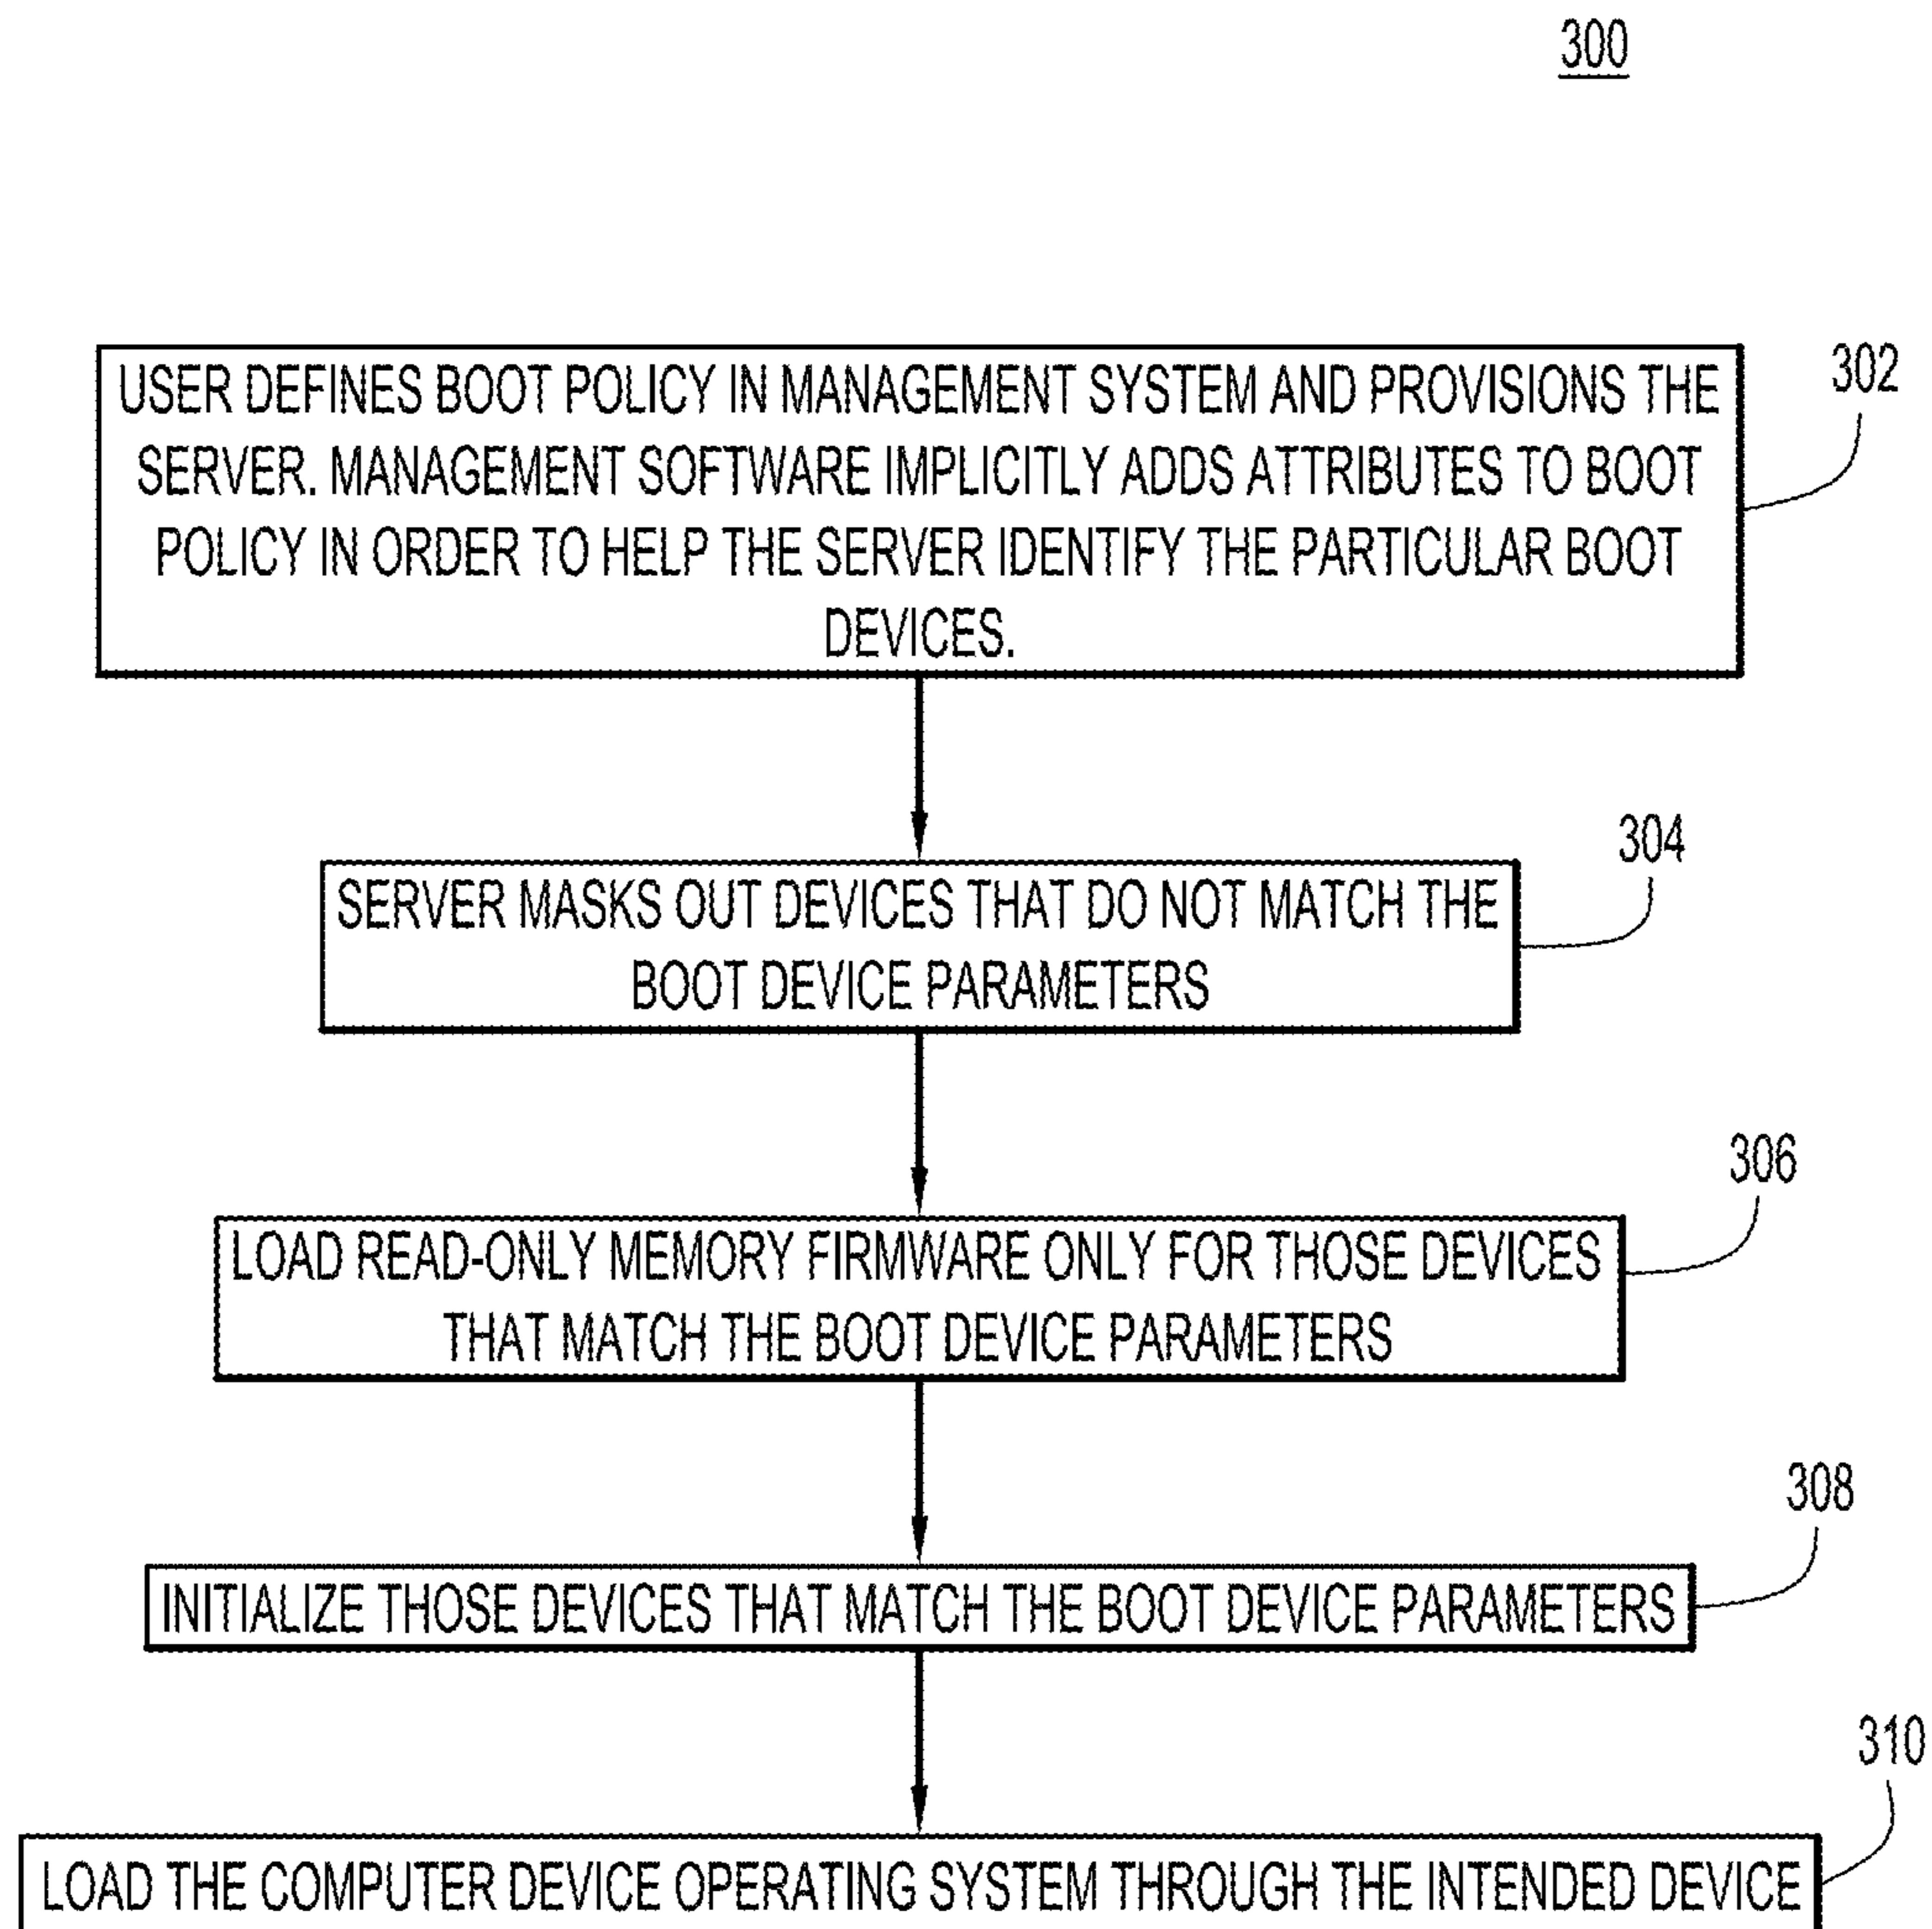 300
USER DEFINES BOOT POLICY IN MANAGEMENT SYSTEM AND PROVISIONS THE
SERVER. MANAGEMENT SOFTWARE IMPLICITLY ADDS ATTRIBUTES TO BOOT
POLICY IN ORDER TO HELP THE SERVER IDENTIFY THE PARTICULAR BOOT
DEVICES.
302
SERVER MASKS OUT DEVICES THAT DO NOT MATCH THE
BOOT DEVICE PARAMETERS
304
LOAD READ-ONLY MEMORY FIRMWARE ONLY FOR THOSE DEVICES
THAT MATCH THE BOOT DEVICE PARAMETERS
306
INITIALIZE THOSE DEVICES THAT MATCH THE BOOT DEVICE PARAMETERS
308
LOAD THE COMPUTER DEVICE OPERATING SYSTEM THROUGH THE INTENDED DEVICE
310